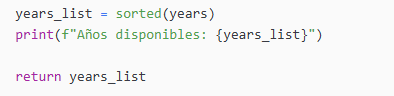 years_list = sorted(years)
print(f"Años disponibles: {years_list}")
return years_list